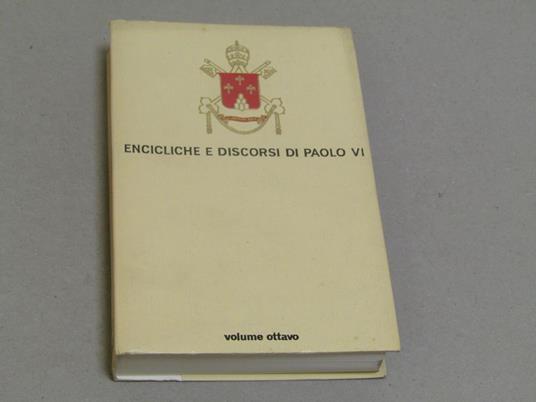 ENCICLICHE E DISCORSI DI PAOLO VI
volume ottavo